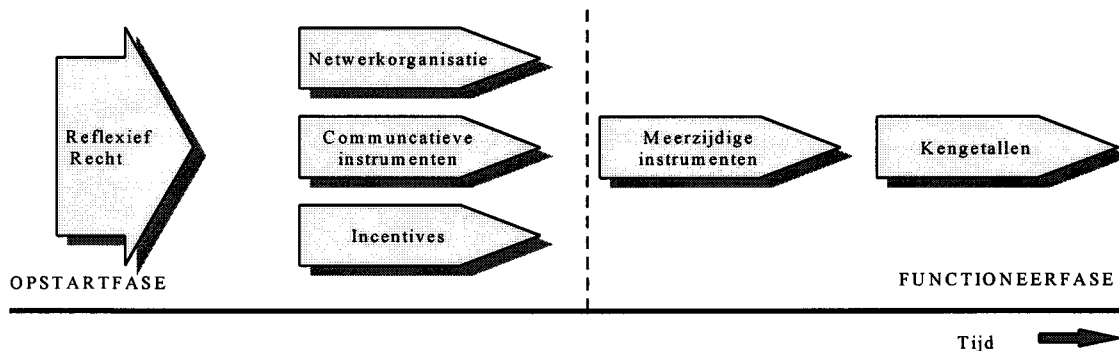 Reflexief
Recht
Netwerkorganisatie
Communcatieve
instrumenten
Incentives
Meerzijdige
instrumenten
Kengetallen
OPSTARTFASE
FUNCTIONEERFASE
Tijd